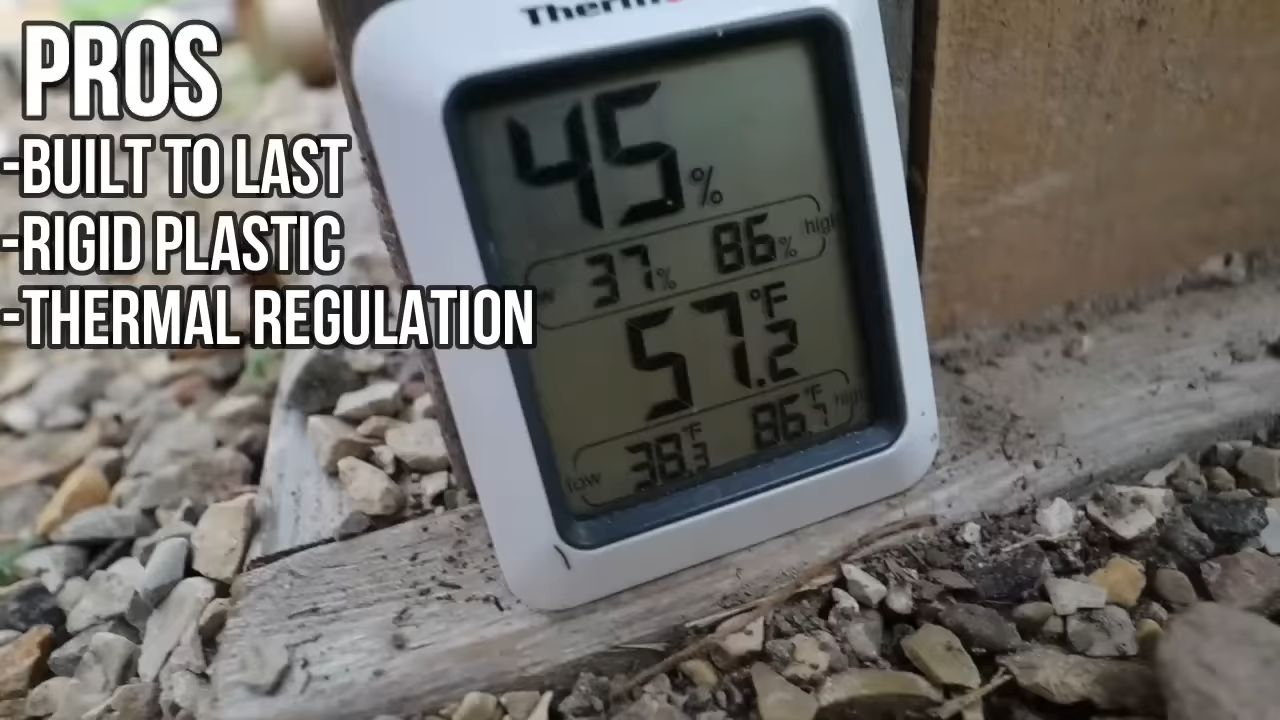 PROS
-BUILT TO LAST
-RIGID PLASTIC
-THERMAL REGULATION
45%
37% 86% high
57.2°F
low 38.3°F 86.7°F high